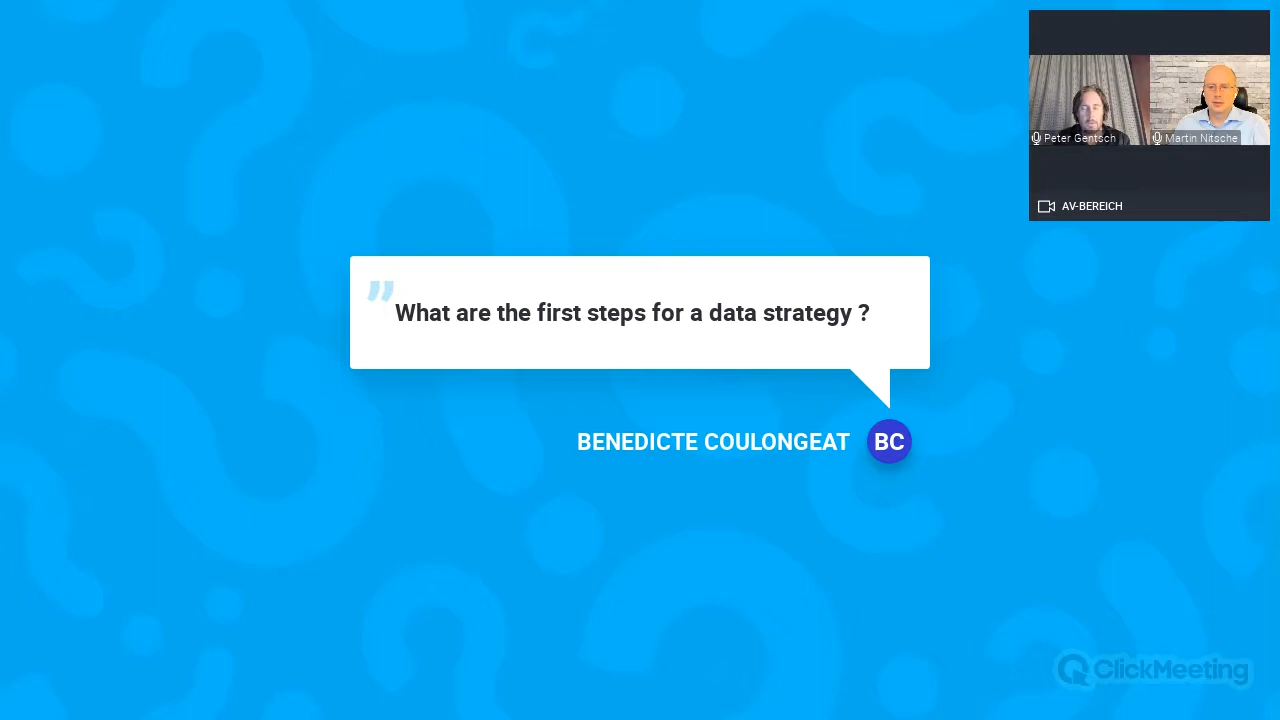 Peter Gentsch
Martin Nitsche
AV-BEREICH
" What are the first steps for a data strategy ?
BENEDICTE COULONGEAT BC
ClickMeeting